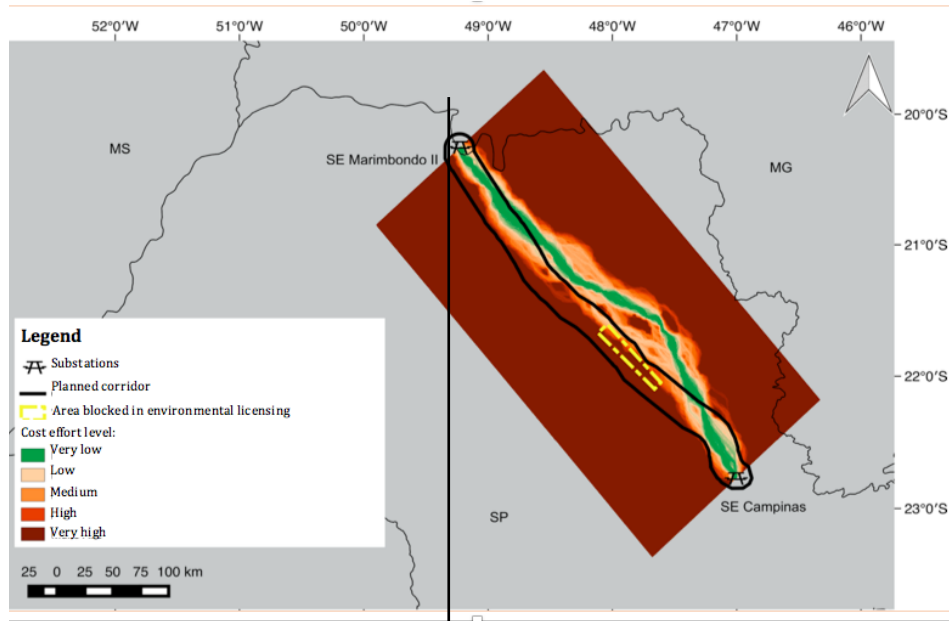 52°0'W 51°0'W 50°0'W 49°0'W 48°0'W 47°0'W 46°0'W
20°0'S
MS
SE Marimbondo II
MG
21°0'S
Legend
Substations
Planned corridor
Area blocked in environmental licensing
Cost effort level:
Very low
Low
Medium
High
Very high
22°0'S
SE Campinas
SP
23°0'S
25 0 25 50 75 100 km